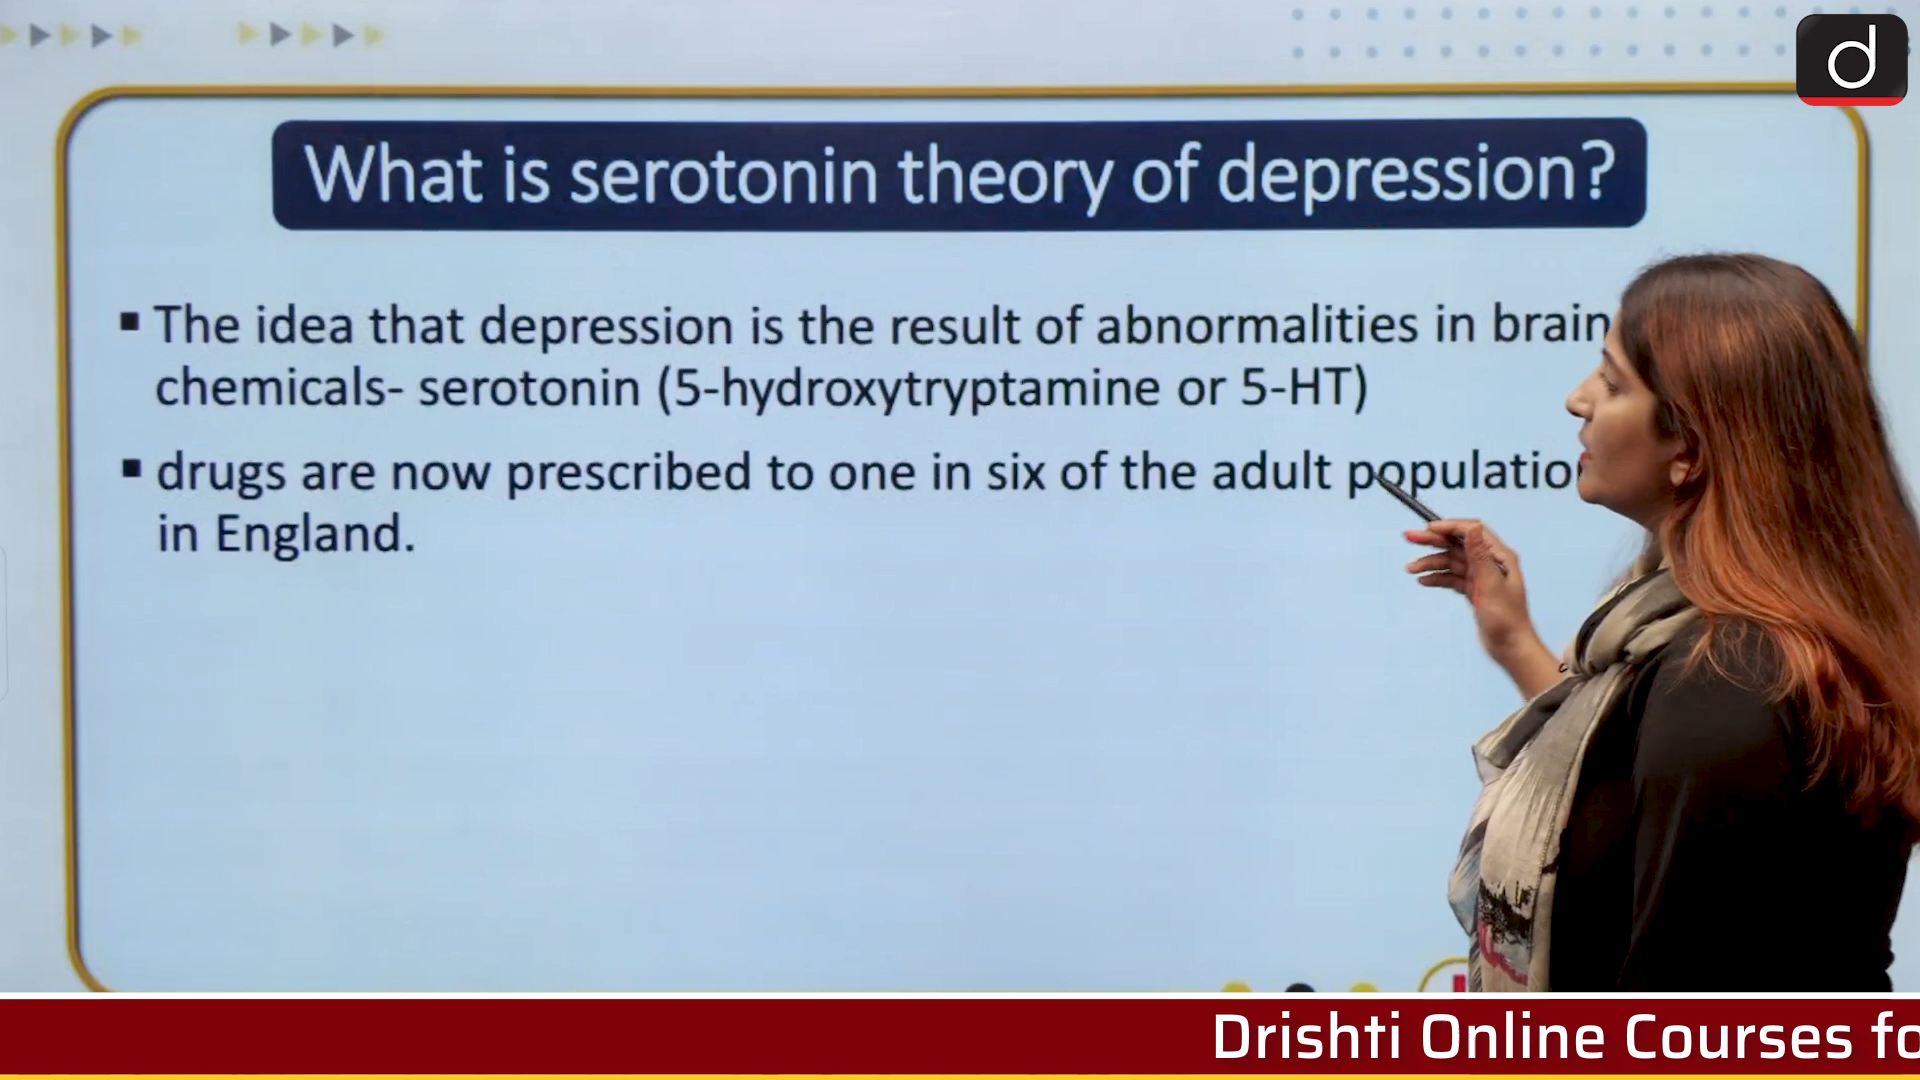 d
What is serotonin theory of depression?
▪ The idea that depression is the result of abnormalities in brain
chemicals- serotonin (5-hydroxytryptamine or 5-HT)
▪ drugs are now prescribed to one in six of the adult populatio
in England.
Drishti Online Courses fo